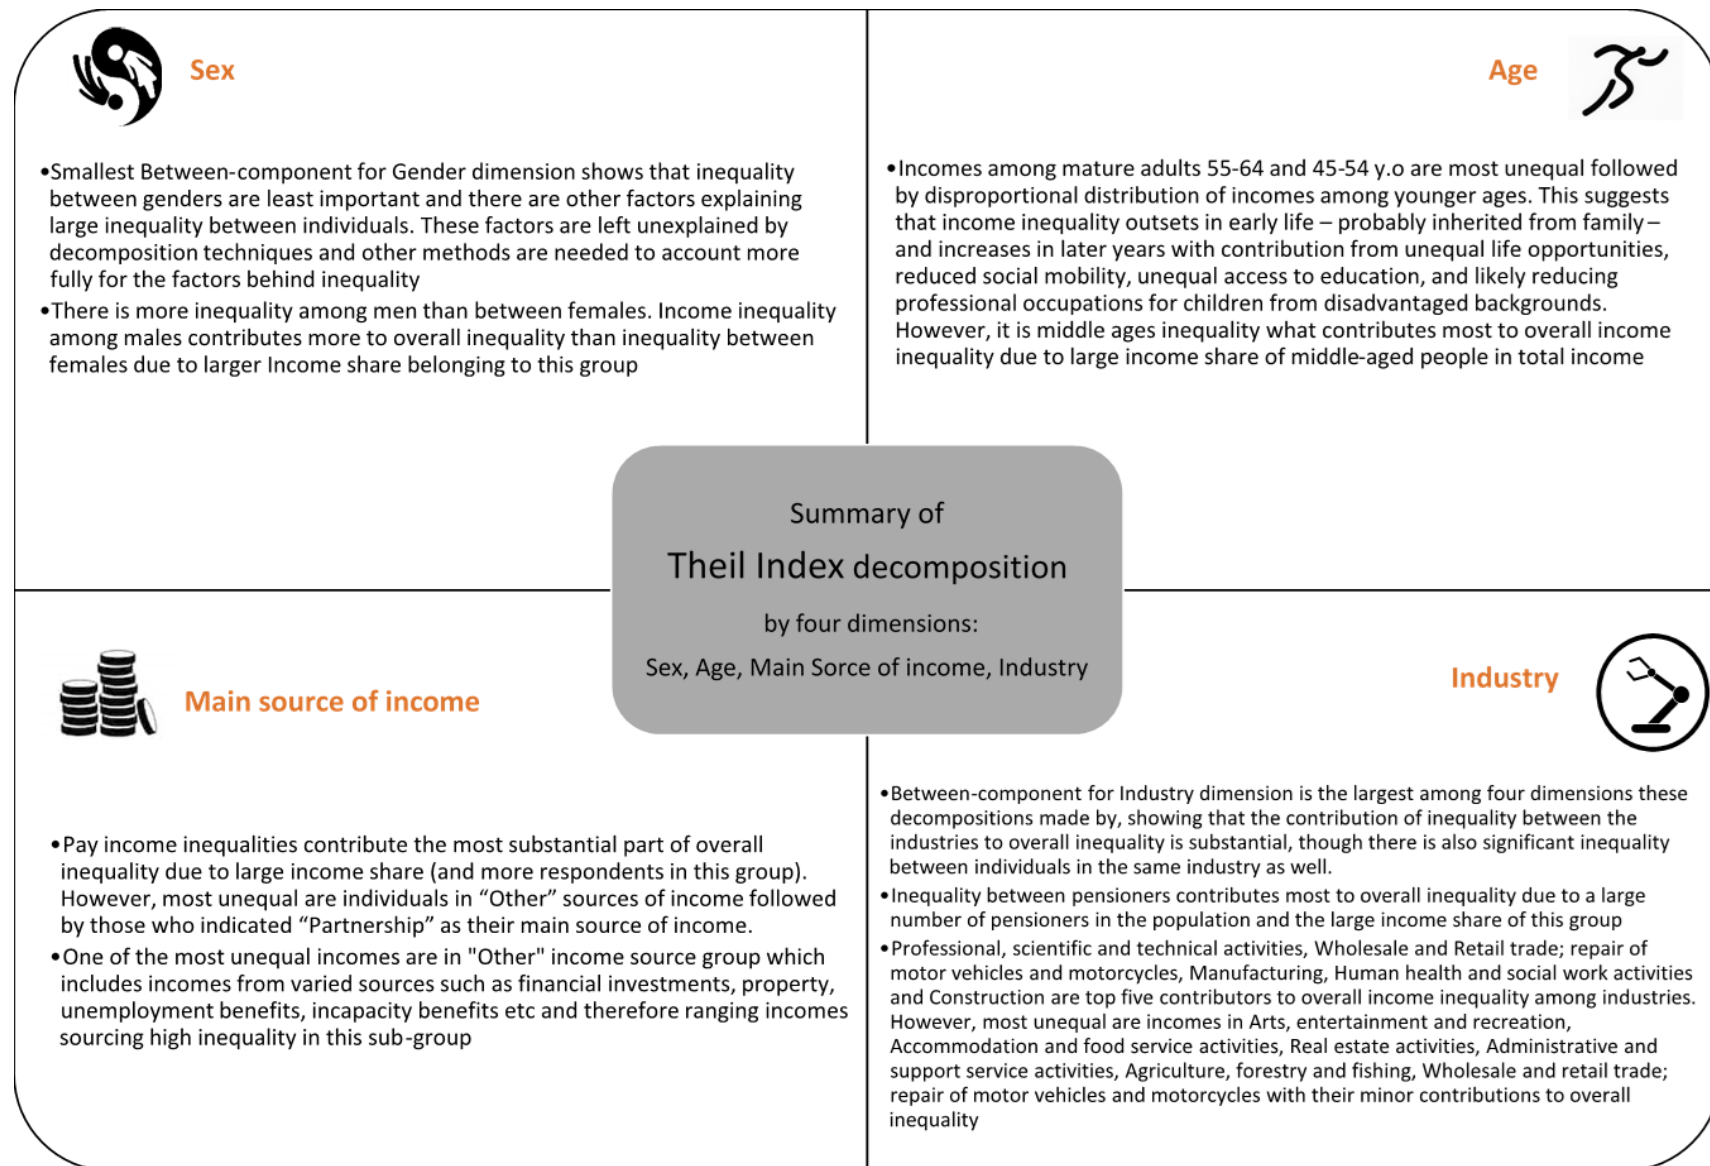 Sex
•Smallest Between-component for Gender dimension shows that inequality
between genders are least important and there are other factors explaining
large inequality between individuals. These factors are left unexplained by
decomposition techniques and other methods are needed to account more
fully for the factors behind inequality
•There is more inequality among men than between females. Income inequality
among males contributes more to overall inequality than inequality between
females due to larger Income share belonging to this group
Age
•Incomes among mature adults 55-64 and 45-54 y.o are most unequal followed
by disproportional distribution of incomes among younger ages. This suggests
that income inequality outsets in early life – probably inherited from family –
and increases in later years with contribution from unequal life opportunities,
reduced social mobility, unequal access to education, and likely reducing
professional occupations for children from disadvantaged backgrounds.
However, it is middle ages inequality what contributes most to overall income
inequality due to large income share of middle-aged people in total income
Summary of
Theil Index decomposition
by four dimensions:
Sex, Age, Main Sorce of income, Industry
Main source of income
•Pay income inequalities contribute the most substantial part of overall
inequality due to large income share (and more respondents in this group).
However, most unequal are individuals in “Other” sources of income followed
by those who indicated “Partnership” as their main source of income.
•One of the most unequal incomes are in "Other" income source group which
includes incomes from varied sources such as financial investments, property,
unemployment benefits, incapacity benefits etc and therefore ranging incomes
sourcing high inequality in this sub-group
Industry
•Between-component for Industry dimension is the largest among four dimensions these
decompositions made by, showing that the contribution of inequality between the
industries to overall inequality is substantial, though there is also significant inequality
between individuals in the same industry as well.
•Inequality between pensioners contributes most to overall inequality due to a large
number of pensioners in the population and the large income share of this group
•Professional, scientific and technical activities, Wholesale and Retail trade; repair of
motor vehicles and motorcycles, Manufacturing, Human health and social work activities
and Construction are top five contributors to overall income inequality among industries.
However, most unequal are incomes in Arts, entertainment and recreation,
Accommodation and food service activities, Real estate activities, Administrative and
support service activities, Agriculture, forestry and fishing, Wholesale and retail trade;
repair of motor vehicles and motorcycles with their minor contributions to overall
inequality